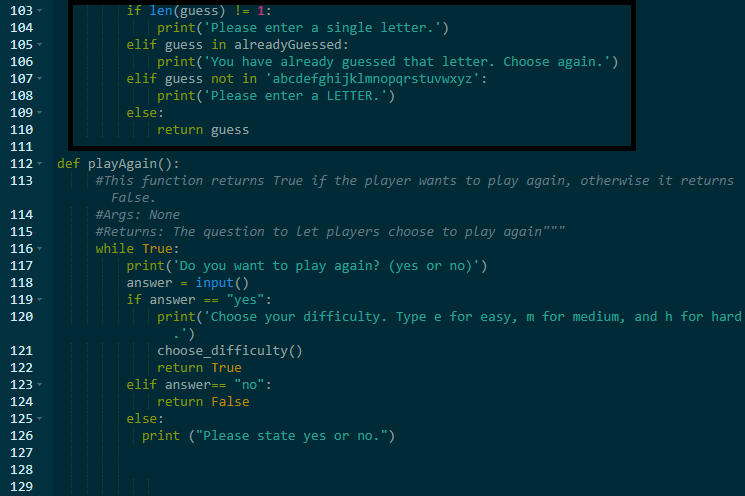 103 if len(guess) != 1:
104 print('Please enter a single letter.')
105 elif guess in alreadyGuessed:
106 print('You have already guessed that letter. Choose again.')
107 elif guess not in 'abcdefghijklmnopqrstuvwxyz':
108 print('Please enter a LETTER.')
109 else:
110 return guess
111
112 def playAgain():
113 #This function returns True if the player wants to play again, otherwise it returns
False.
114 #Args: None
115 #Returns: The question to let players choose to play again"""
116 while True:
117 print('Do you want to play again? (yes or no)')
118 answer = input()
119 if answer == "yes":
120 print('Choose your difficulty. Type e for easy, m for medium, and h for hard
.')
121 choose_difficulty()
122 return True
123 elif answer== "no":
124 return False
125 else:
126 print ("Please state yes or no.")
127
128
129